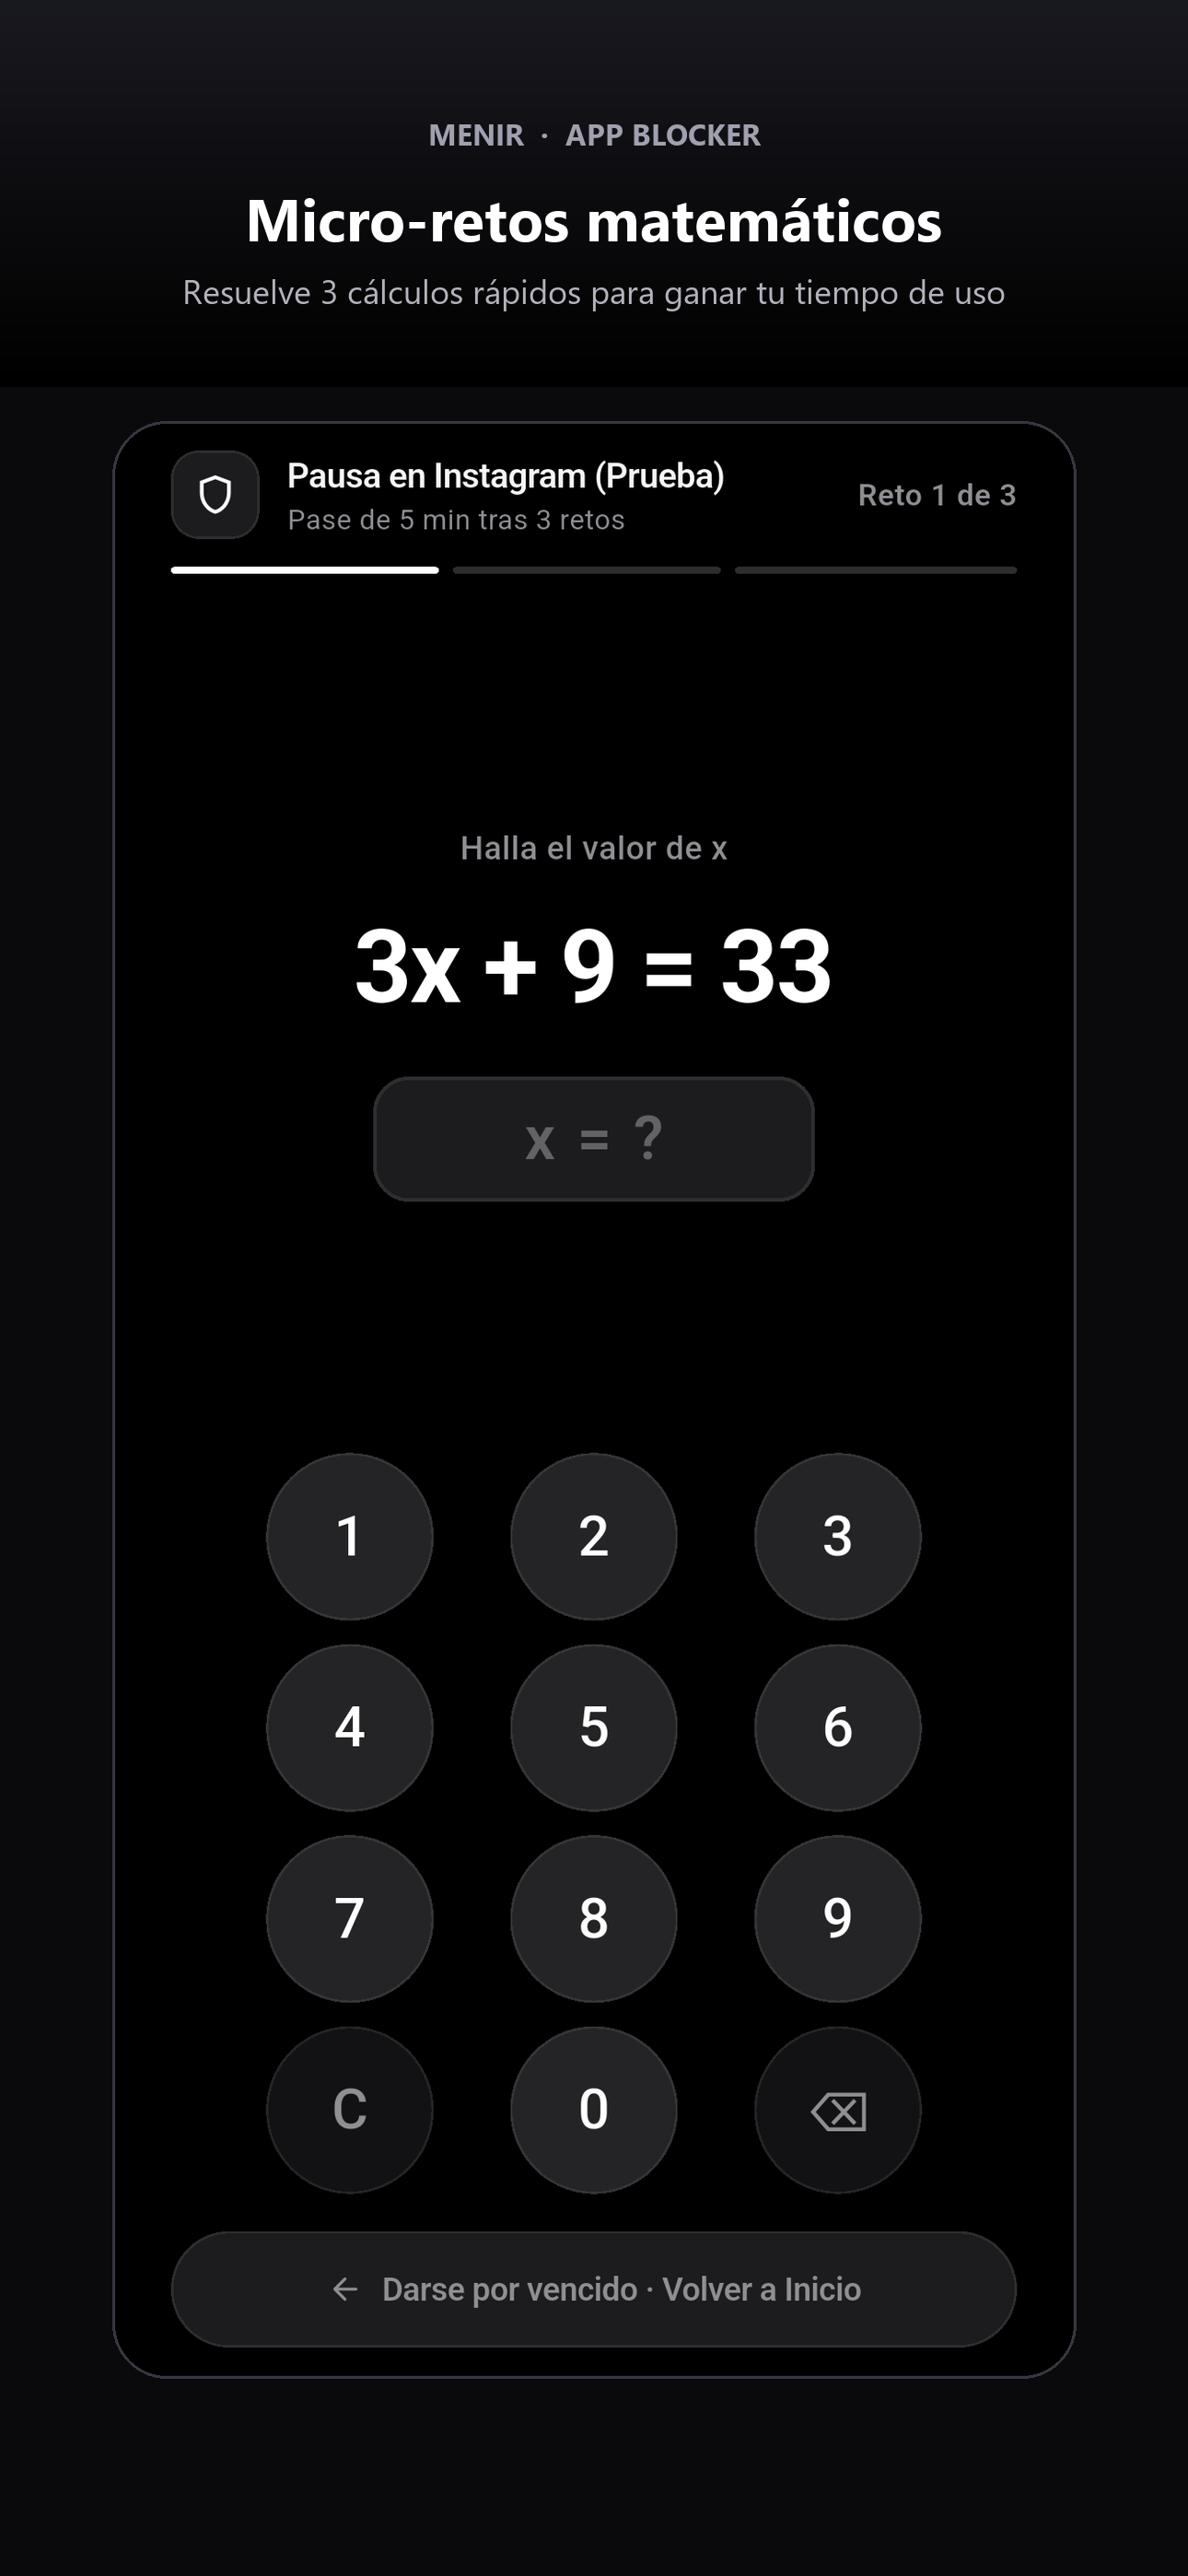 MENIR · APP BLOCKER
Micro-retos matemáticos
Resuelve 3 cálculos rápidos para ganar tu tiempo de uso
Pausa en Instagram (Prueba)
Pase de 5 min tras 3 retos
Reto 1 de 3
Halla el valor de x
3x + 9 = 33
x = ?
1 2 3
4 5 6
7 8 9
C 0
← Darse por vencido · Volver a Inicio